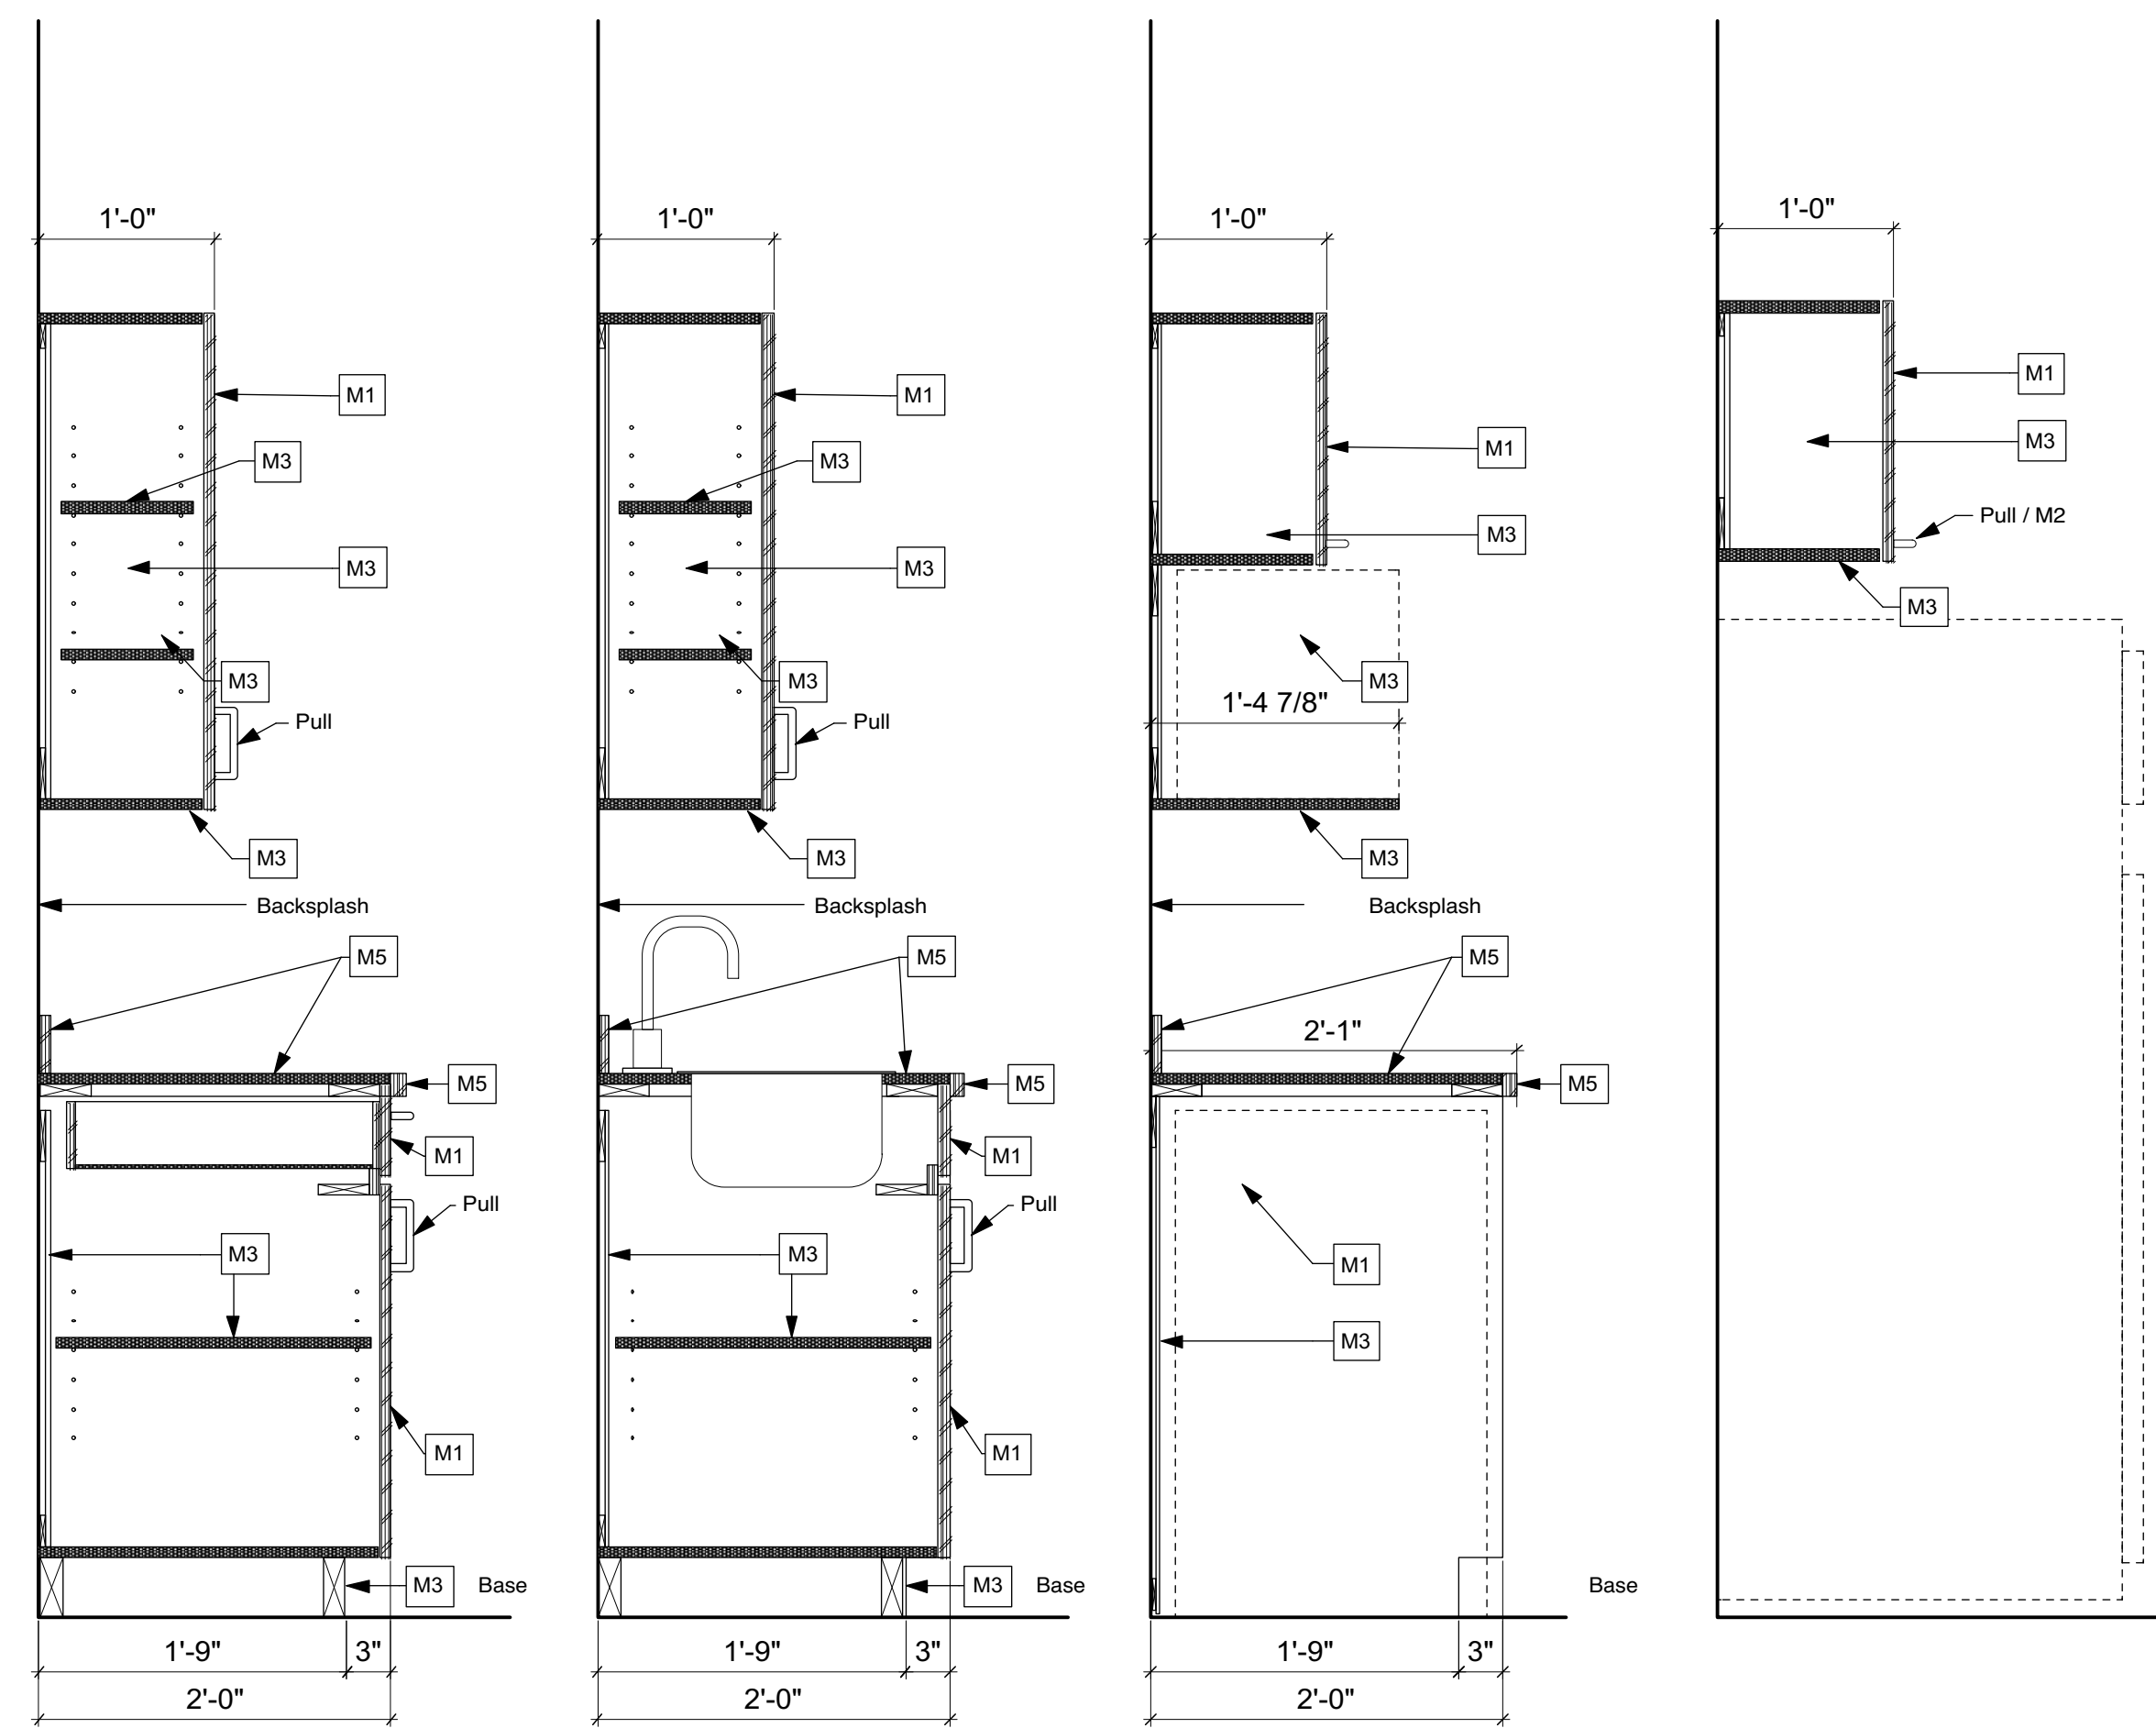 1'-0" 1'-0" 1'-0" 1'-0"
M1 M1 M1 M1
M3 M3 M3
M3 M3 M3 Pull / M2
M3
M3 M3 M3
1'-4 7/8"
Pull Pull
M3 M3 M3
Backsplash Backsplash Backsplash
M5 M5 M5
2'-1"
M5 M5 M5
M1 M1
Pull Pull
M3 M3 M1
M3
M1 M1
M3 Base M3 Base Base
1'-9" 3" 1'-9" 3" 1'-9" 3"
2'-0" 2'-0" 2'-0"